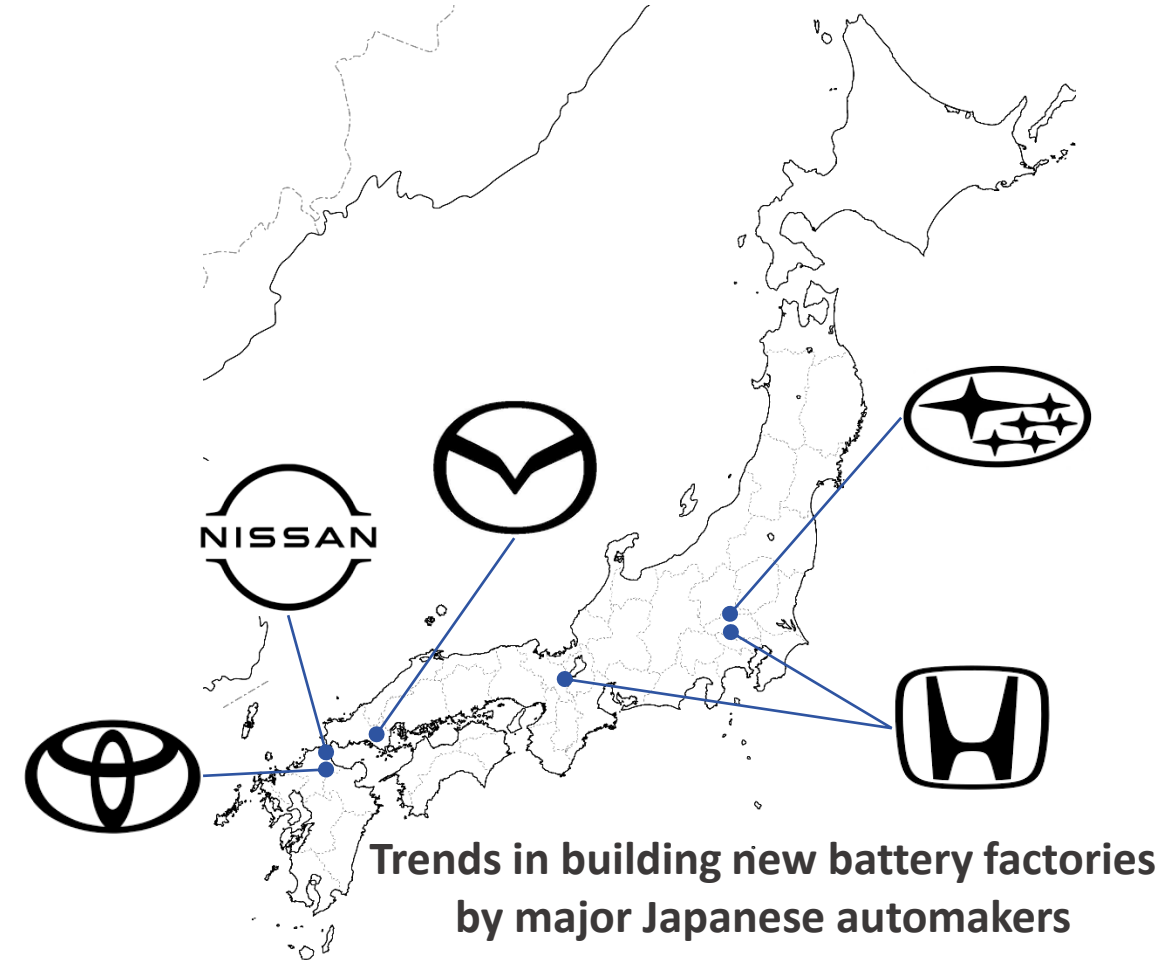 NISSAN
Trends in building new battery factories
by major Japanese automakers